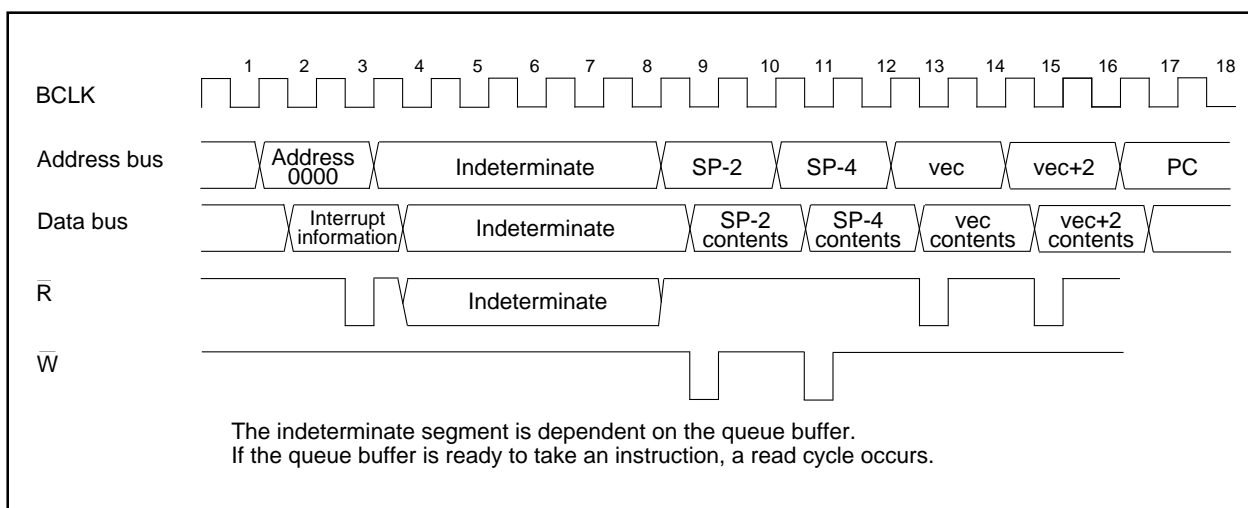 1 2 3 4 5 6 7 8 9 10 11 12 13 14 15 16 17 18
BCLK
Address bus
Address
0000
Indeterminate
SP-2
SP-4
vec
vec+2
PC
Data bus
Interrupt
information
Indeterminate
SP-2
contents
SP-4
contents
vec
contents
vec+2
contents
R̅
Indeterminate
W̅
The indeterminate segment is dependent on the queue buffer.
If the queue buffer is ready to take an instruction, a read cycle occurs.